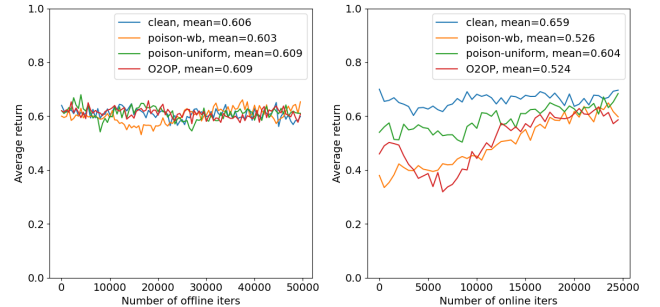 clean, mean=0.606
poison-wb, mean=0.603
poison-uniform, mean=0.609
O2OP, mean=0.609
Average return
1.0
0.8
0.6
0.4
0.2
0.0
0 10000 20000 30000 40000 50000
Number of offline iters
clean, mean=0.659
poison-wb, mean=0.526
poison-uniform, mean=0.604
O2OP, mean=0.524
Average return
1.0
0.8
0.6
0.4
0.2
0.0
0 5000 10000 15000 20000 25000
Number of online iters